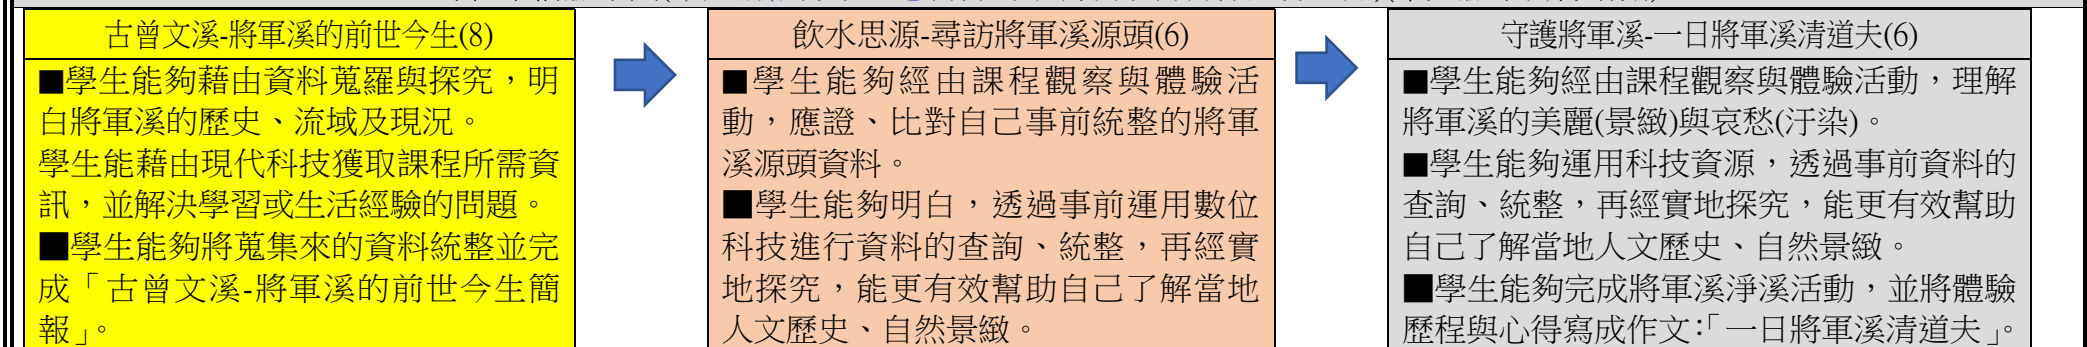 古曾文溪-將軍溪的前世今生(8)
■學生能夠藉由資料蒐羅與探究，明
白將軍溪的歷史、流域及現況。
學生能藉由現代科技獲取課程所需資
訊，並解決學習或生活經驗的問題。
■學生能夠將蒐集來的資料統整並完
成「古曾文溪-將軍溪的前世今生簡
報」。
飲水思源-尋訪將軍溪源頭(6)
■學生能夠經由課程觀察與體驗活
動，應證、比對自己事前統整的將軍
溪源頭資料。
■學生能夠明白，透過事前運用數位
科技進行資料的查詢、統整，再經實
地探究，能更有效幫助自己了解當地
人文歷史、自然景緻。
守護將軍溪-一日將軍溪清道夫(6)
■學生能夠經由課程觀察與體驗活動，理解
將軍溪的美麗(景緻)與哀愁(汙染)。
■學生能夠運用科技資源，透過事前資料的
查詢、統整，再經實地探究，能更有效幫助
自己了解當地人文歷史、自然景緻。
■學生能夠完成將軍溪淨溪活動，並將體驗
歷程與心得寫成作文:「一日將軍溪清道夫」。